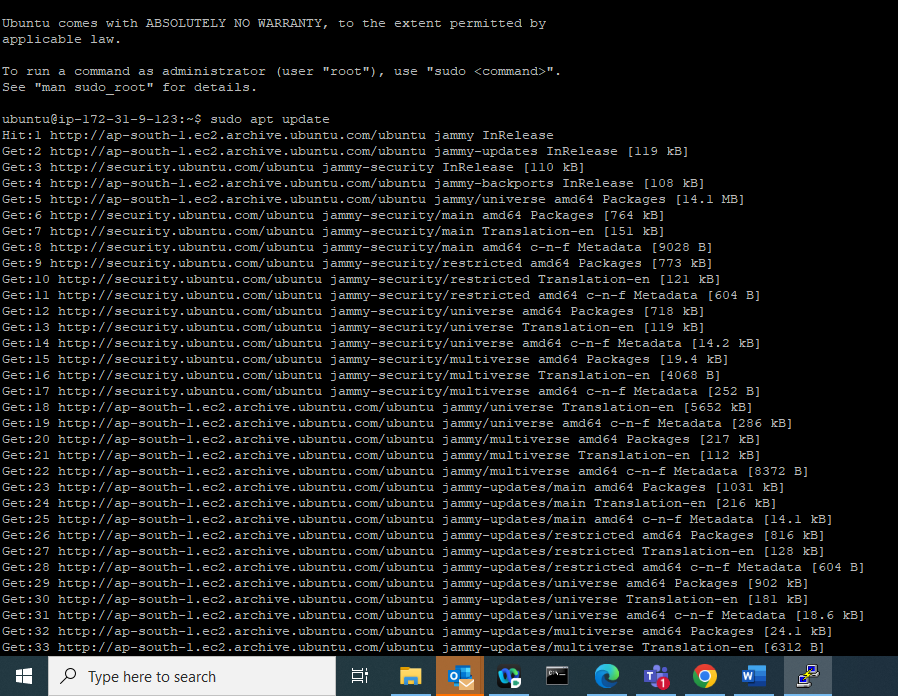 Ubuntu comes with ABSOLUTELY NO WARRANTY, to the extent permitted by
applicable law.
To run a command as administrator (user "root"), use "sudo <command>".
See "man sudo_root" for details.
ubuntu@ip-172-31-9-123:~$ sudo apt update
Hit:1 http://ap-south-1.ec2.archive.ubuntu.com/ubuntu jammy InRelease
Get:2 http://ap-south-1.ec2.archive.ubuntu.com/ubuntu jammy-updates InRelease [119 kB]
Get:3 http://security.ubuntu.com/ubuntu jammy-security InRelease [110 kB]
Get:4 http://ap-south-1.ec2.archive.ubuntu.com/ubuntu jammy-backports InRelease [108 kB]
Get:5 http://ap-south-1.ec2.archive.ubuntu.com/ubuntu jammy/universe amd64 Packages [14.1 MB]
Get:6 http://security.ubuntu.com/ubuntu jammy-security/main amd64 Packages [764 kB]
Get:7 http://security.ubuntu.com/ubuntu jammy-security/main Translation-en [151 kB]
Get:8 http://security.ubuntu.com/ubuntu jammy-security/main amd64 c-n-f Metadata [9028 B]
Get:9 http://security.ubuntu.com/ubuntu jammy-security/restricted amd64 Packages [773 kB]
Get:10 http://security.ubuntu.com/ubuntu jammy-security/restricted Translation-en [121 kB]
Get:11 http://security.ubuntu.com/ubuntu jammy-security/restricted amd64 c-n-f Metadata [604 B]
Get:12 http://security.ubuntu.com/ubuntu jammy-security/universe amd64 Packages [718 kB]
Get:13 http://security.ubuntu.com/ubuntu jammy-security/universe Translation-en [119 kB]
Get:14 http://security.ubuntu.com/ubuntu jammy-security/universe amd64 c-n-f Metadata [14.2 kB]
Get:15 http://security.ubuntu.com/ubuntu jammy-security/multiverse amd64 Packages [19.4 kB]
Get:16 http://security.ubuntu.com/ubuntu jammy-security/multiverse Translation-en [4068 B]
Get:17 http://security.ubuntu.com/ubuntu jammy-security/multiverse amd64 c-n-f Metadata [252 B]
Get:18 http://ap-south-1.ec2.archive.ubuntu.com/ubuntu jammy/universe Translation-en [5652 kB]
Get:19 http://ap-south-1.ec2.archive.ubuntu.com/ubuntu jammy/universe amd64 c-n-f Metadata [286 kB]
Get:20 http://ap-south-1.ec2.archive.ubuntu.com/ubuntu jammy/multiverse amd64 Packages [217 kB]
Get:21 http://ap-south-1.ec2.archive.ubuntu.com/ubuntu jammy/multiverse Translation-en [112 kB]
Get:22 http://ap-south-1.ec2.archive.ubuntu.com/ubuntu jammy/multiverse amd64 c-n-f Metadata [8372 B]
Get:23 http://ap-south-1.ec2.archive.ubuntu.com/ubuntu jammy-updates/main amd64 Packages [1031 kB]
Get:24 http://ap-south-1.ec2.archive.ubuntu.com/ubuntu jammy-updates/main Translation-en [216 kB]
Get:25 http://ap-south-1.ec2.archive.ubuntu.com/ubuntu jammy-updates/main amd64 c-n-f Metadata [14.1 kB]
Get:26 http://ap-south-1.ec2.archive.ubuntu.com/ubuntu jammy-updates/restricted amd64 Packages [816 kB]
Get:27 http://ap-south-1.ec2.archive.ubuntu.com/ubuntu jammy-updates/restricted Translation-en [128 kB]
Get:28 http://ap-south-1.ec2.archive.ubuntu.com/ubuntu jammy-updates/restricted amd64 c-n-f Metadata [604 B]
Get:29 http://ap-south-1.ec2.archive.ubuntu.com/ubuntu jammy-updates/universe amd64 Packages [902 kB]
Get:30 http://ap-south-1.ec2.archive.ubuntu.com/ubuntu jammy-updates/universe Translation-en [181 kB]
Get:31 http://ap-south-1.ec2.archive.ubuntu.com/ubuntu jammy-updates/universe amd64 c-n-f Metadata [18.6 kB]
Get:32 http://ap-south-1.ec2.archive.ubuntu.com/ubuntu jammy-updates/multiverse amd64 Packages [24.1 kB]
Get:33 http://ap-south-1.ec2.archive.ubuntu.com/ubuntu jammy-updates/multiverse Translation-en [6312 B]
Type here to search